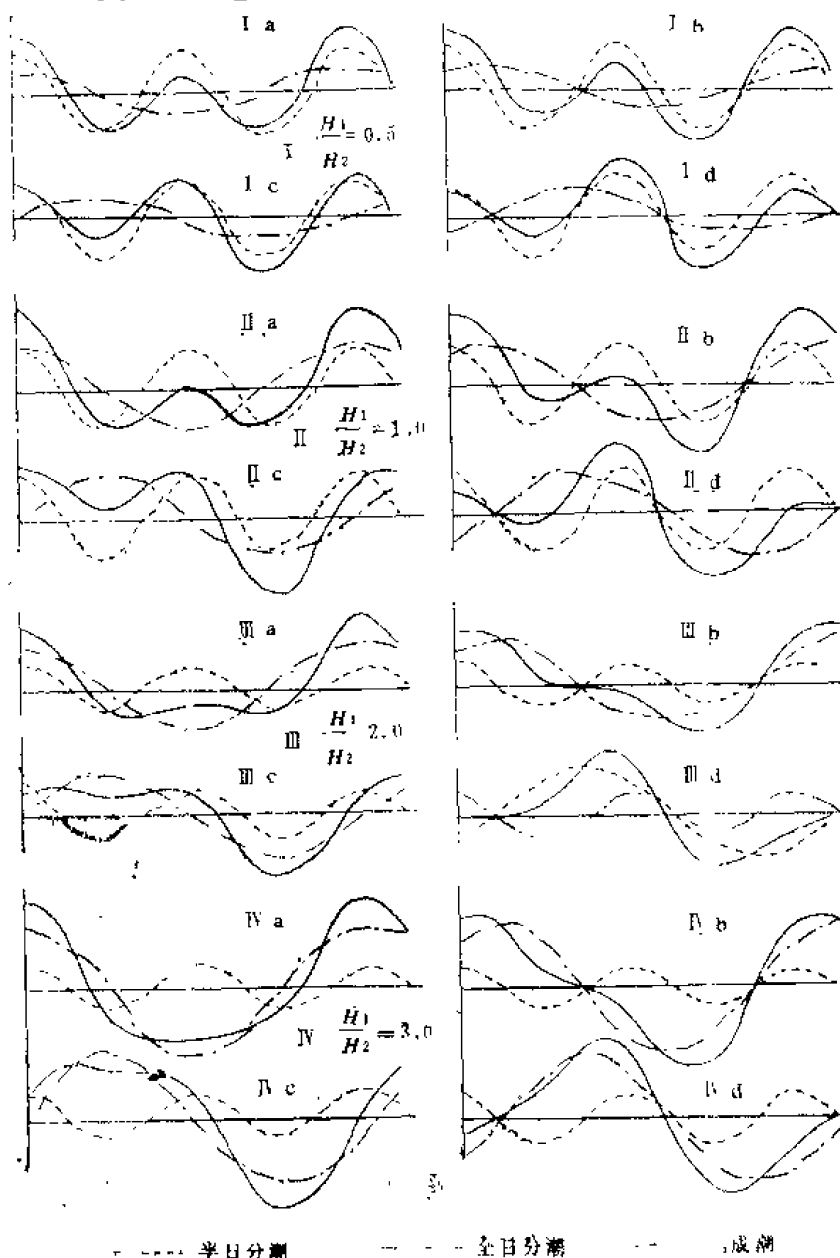 I a
I b
I H1/H2 = 0.5
I c
I d
II a
II b
II H1/H2 = 1.0
II c
II d
III a
III b
III H1/H2 2.0
III c
III d
IV a
IV b
IV H1/H2 = 3.0
IV c
IV d
半日分潮 全日分潮 成潮